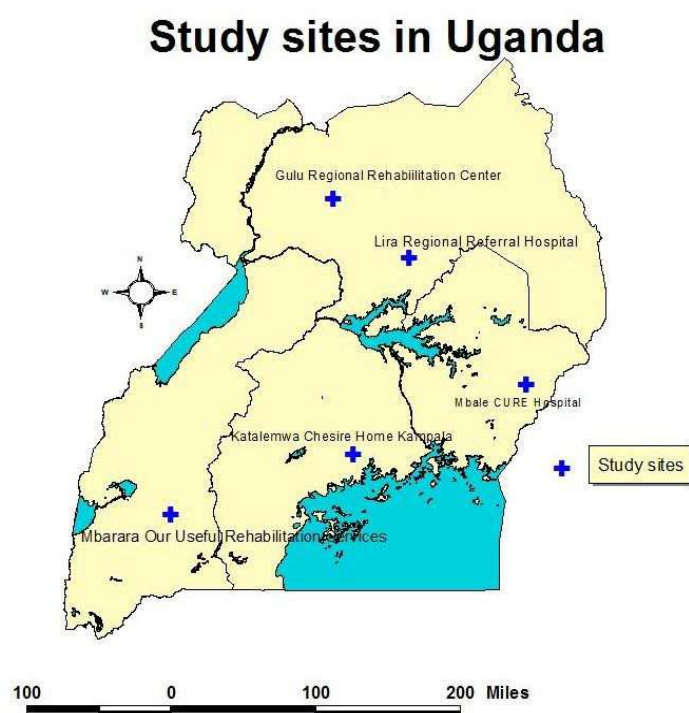 Study sites in Uganda
Gulu Regional Rehabiilitation Center
Lira Regional Referral Hospital
N
W E
S
Mbale CURE Hospital
Katalemwa Chesire Home Kampala
Study sites
Mbarara Our Useful Rehabilitation Services
100 0 100 200 Miles